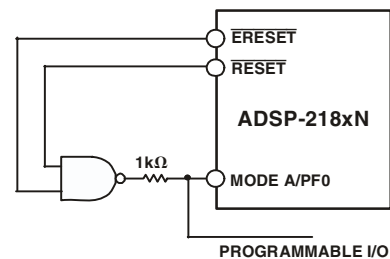 ERESET
RESET
ADSP-218xN
1kΩ
MODE A/PF0
PROGRAMMABLE I/O